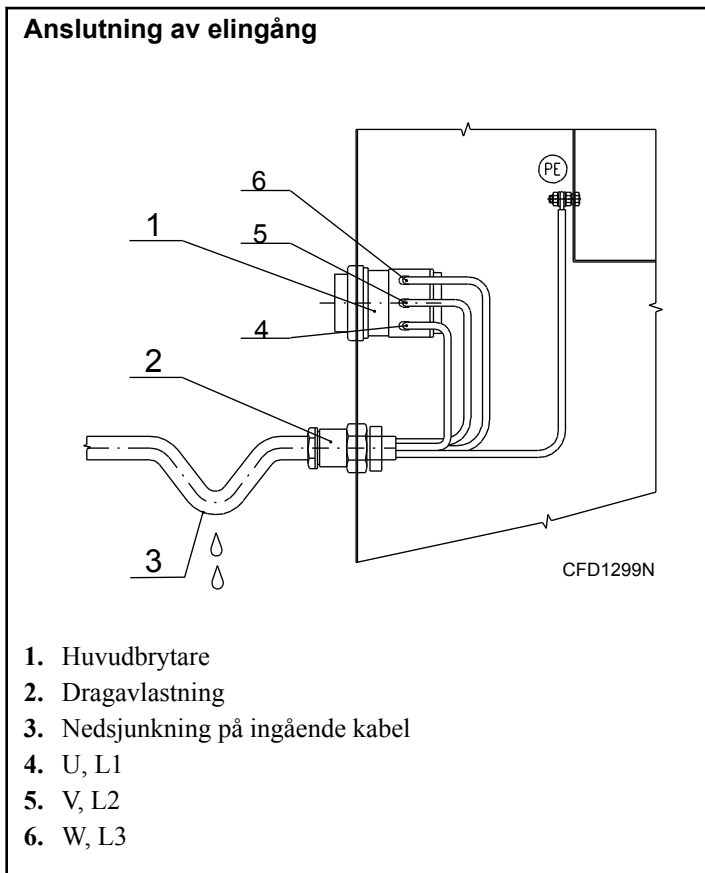 Anslutning av elingång
PE
6
1
5
4
2
3
CFD1299N
1. Huvudbrytare
2. Dragavlastning
3. Nedsjunkning på ingående kabel
4. U, L1
5. V, L2
6. W, L3